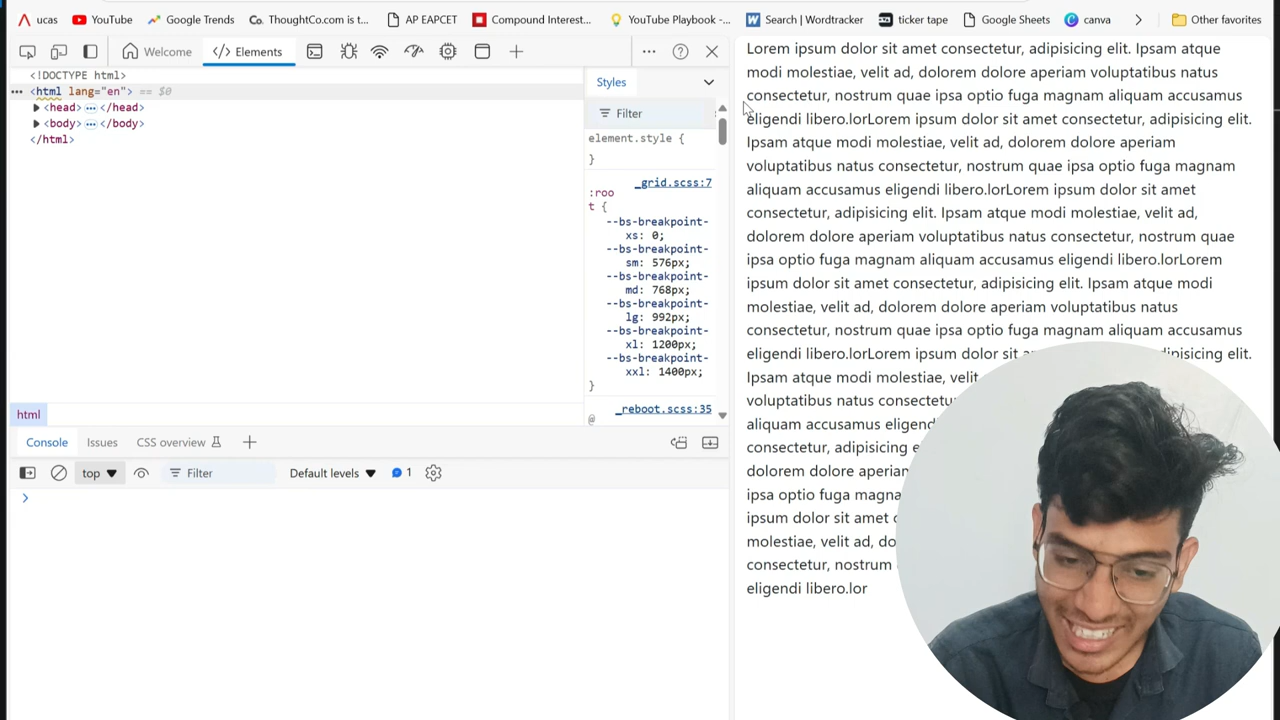 ucas YouTube Google Trends Co. ThoughtCo.com is t... AP EAPCET Compound Interest... YouTube Playbook -... Search | Wordtracker ticker tape Google Sheets canva Other favorites
Welcome </> Elements
<!DOCTYPE html>
<html lang="en"> == $0
<head> </head>
<body> </body>
</html>
html
Styles
Filter
element.style {
}
_grid.scss:7
:roo
t {
--bs-breakpoint-
xs: 0;
--bs-breakpoint-
sm: 576px;
--bs-breakpoint-
md: 768px;
--bs-breakpoint-
lg: 992px;
--bs-breakpoint-
xl: 1200px;
--bs-breakpoint-
xxl: 1400px;
}
_reboot.scss:35
@
Console Issues CSS overview
top Filter Default levels 1
Lorem ipsum dolor sit amet consectetur, adipisicing elit. Ipsam atque
modi molestiae, velit ad, dolorem dolore aperiam voluptatibus natus
consectetur, nostrum quae ipsa optio fuga magnam aliquam accusamus
eligendi libero.lorLorem ipsum dolor sit amet consectetur, adipisicing elit.
Ipsam atque modi molestiae, velit ad, dolorem dolore aperiam
voluptatibus natus consectetur, nostrum quae ipsa optio fuga magnam
aliquam accusamus eligendi libero.lorLorem ipsum dolor sit amet
consectetur, adipisicing elit. Ipsam atque modi molestiae, velit ad,
dolorem dolore aperiam voluptatibus natus consectetur, nostrum quae
ipsa optio fuga magnam aliquam accusamus eligendi libero.lorLorem
ipsum dolor sit amet consectetur, adipisicing elit. Ipsam atque modi
molestiae, velit ad, dolorem dolore aperiam voluptatibus natus
consectetur, nostrum quae ipsa optio fuga magnam aliquam accusamus
eligendi libero.lorLorem ipsum dolor sit elit.
Ipsam atque modi molestiae, velit
voluptatibus natus
aliquam accusamus
consectetur, adipisicing
dolorem dolore aperiam
ipsa optio fuga
ipsum dolor sit amet
molestiae, velit ad,
consectetur, nostrum
eligendi libero.lor